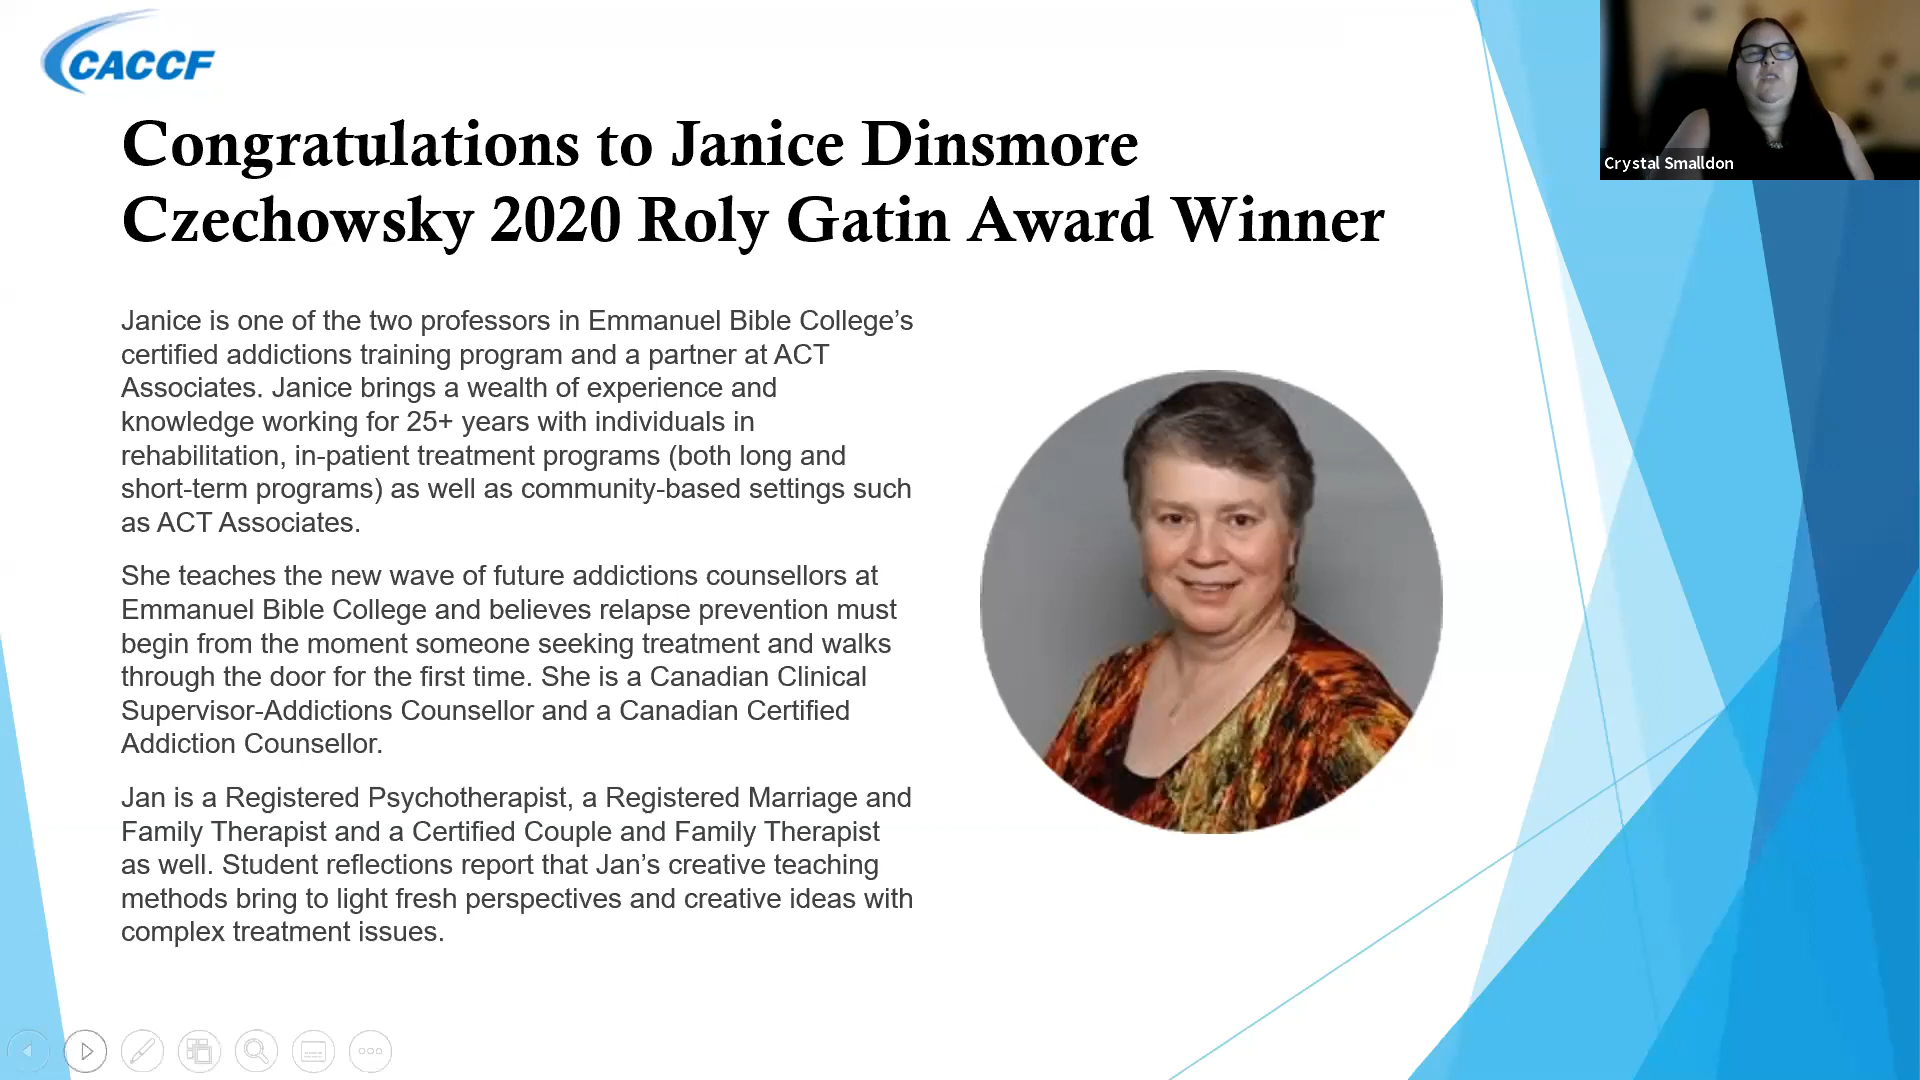 CACCF
Crystal Smalldon
Congratulations to Janice Dinsmore
Czechowsky 2020 Roly Gatin Award Winner
Janice is one of the two professors in Emmanuel Bible College’s
certified addictions training program and a partner at ACT
Associates. Janice brings a wealth of experience and
knowledge working for 25+ years with individuals in
rehabilitation, in-patient treatment programs (both long and
short-term programs) as well as community-based settings such
as ACT Associates.
She teaches the new wave of future addictions counsellors at
Emmanuel Bible College and believes relapse prevention must
begin from the moment someone seeking treatment and walks
through the door for the first time. She is a Canadian Clinical
Supervisor-Addictions Counsellor and a Canadian Certified
Addiction Counsellor.
Jan is a Registered Psychotherapist, a Registered Marriage and
Family Therapist and a Certified Couple and Family Therapist
as well. Student reflections report that Jan’s creative teaching
methods bring to light fresh perspectives and creative ideas with
complex treatment issues.